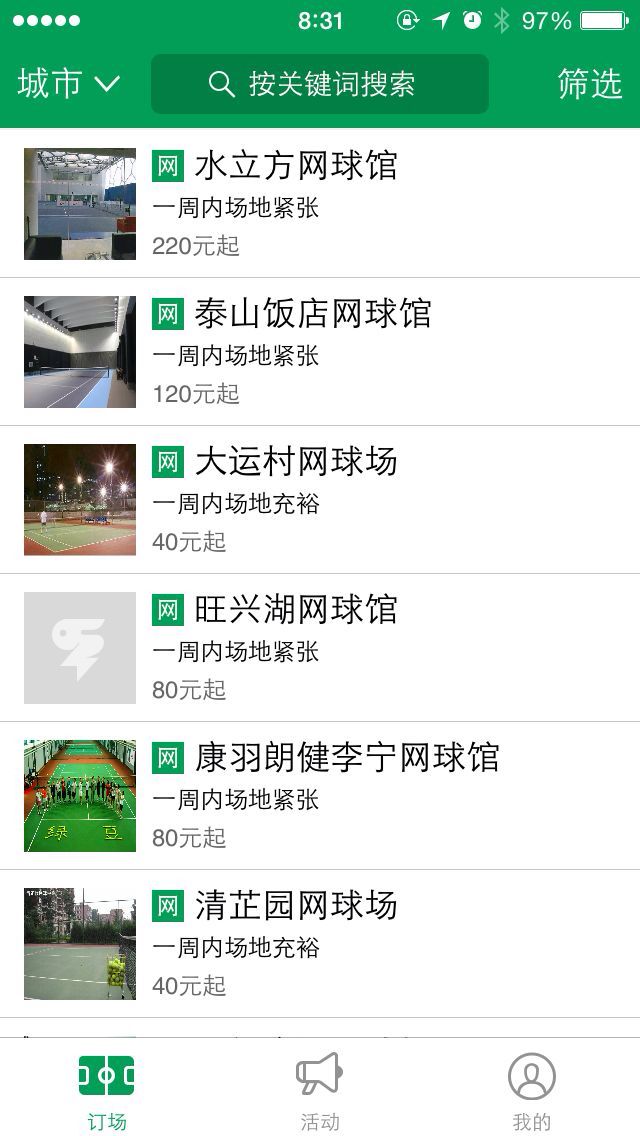 8:31
97%
城市
按关键词搜索
筛选
网 水立方网球馆
一周内场地紧张
220元起
网 泰山饭店网球馆
一周内场地紧张
120元起
网 大运村网球场
一周内场地充裕
40元起
网 旺兴湖网球馆
一周内场地紧张
80元起
绿豆
网 康羽朗健李宁网球馆
一周内场地紧张
80元起
网 清芷园网球场
一周内场地充裕
40元起
订场
活动
我的